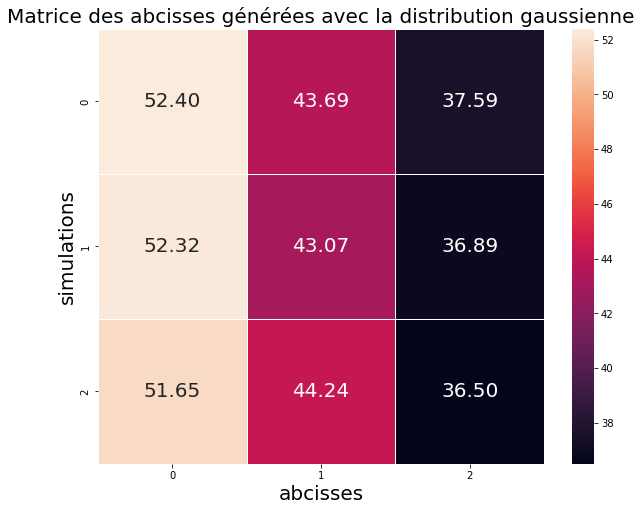 Matrice des abcisses générées avec la distribution gaussienne
52.40 43.69 37.59
52.32 43.07 36.89
51.65 44.24 36.50
0
1
2
simulations
0 1 2
abcisses
52
50
48
46
44
42
40
38